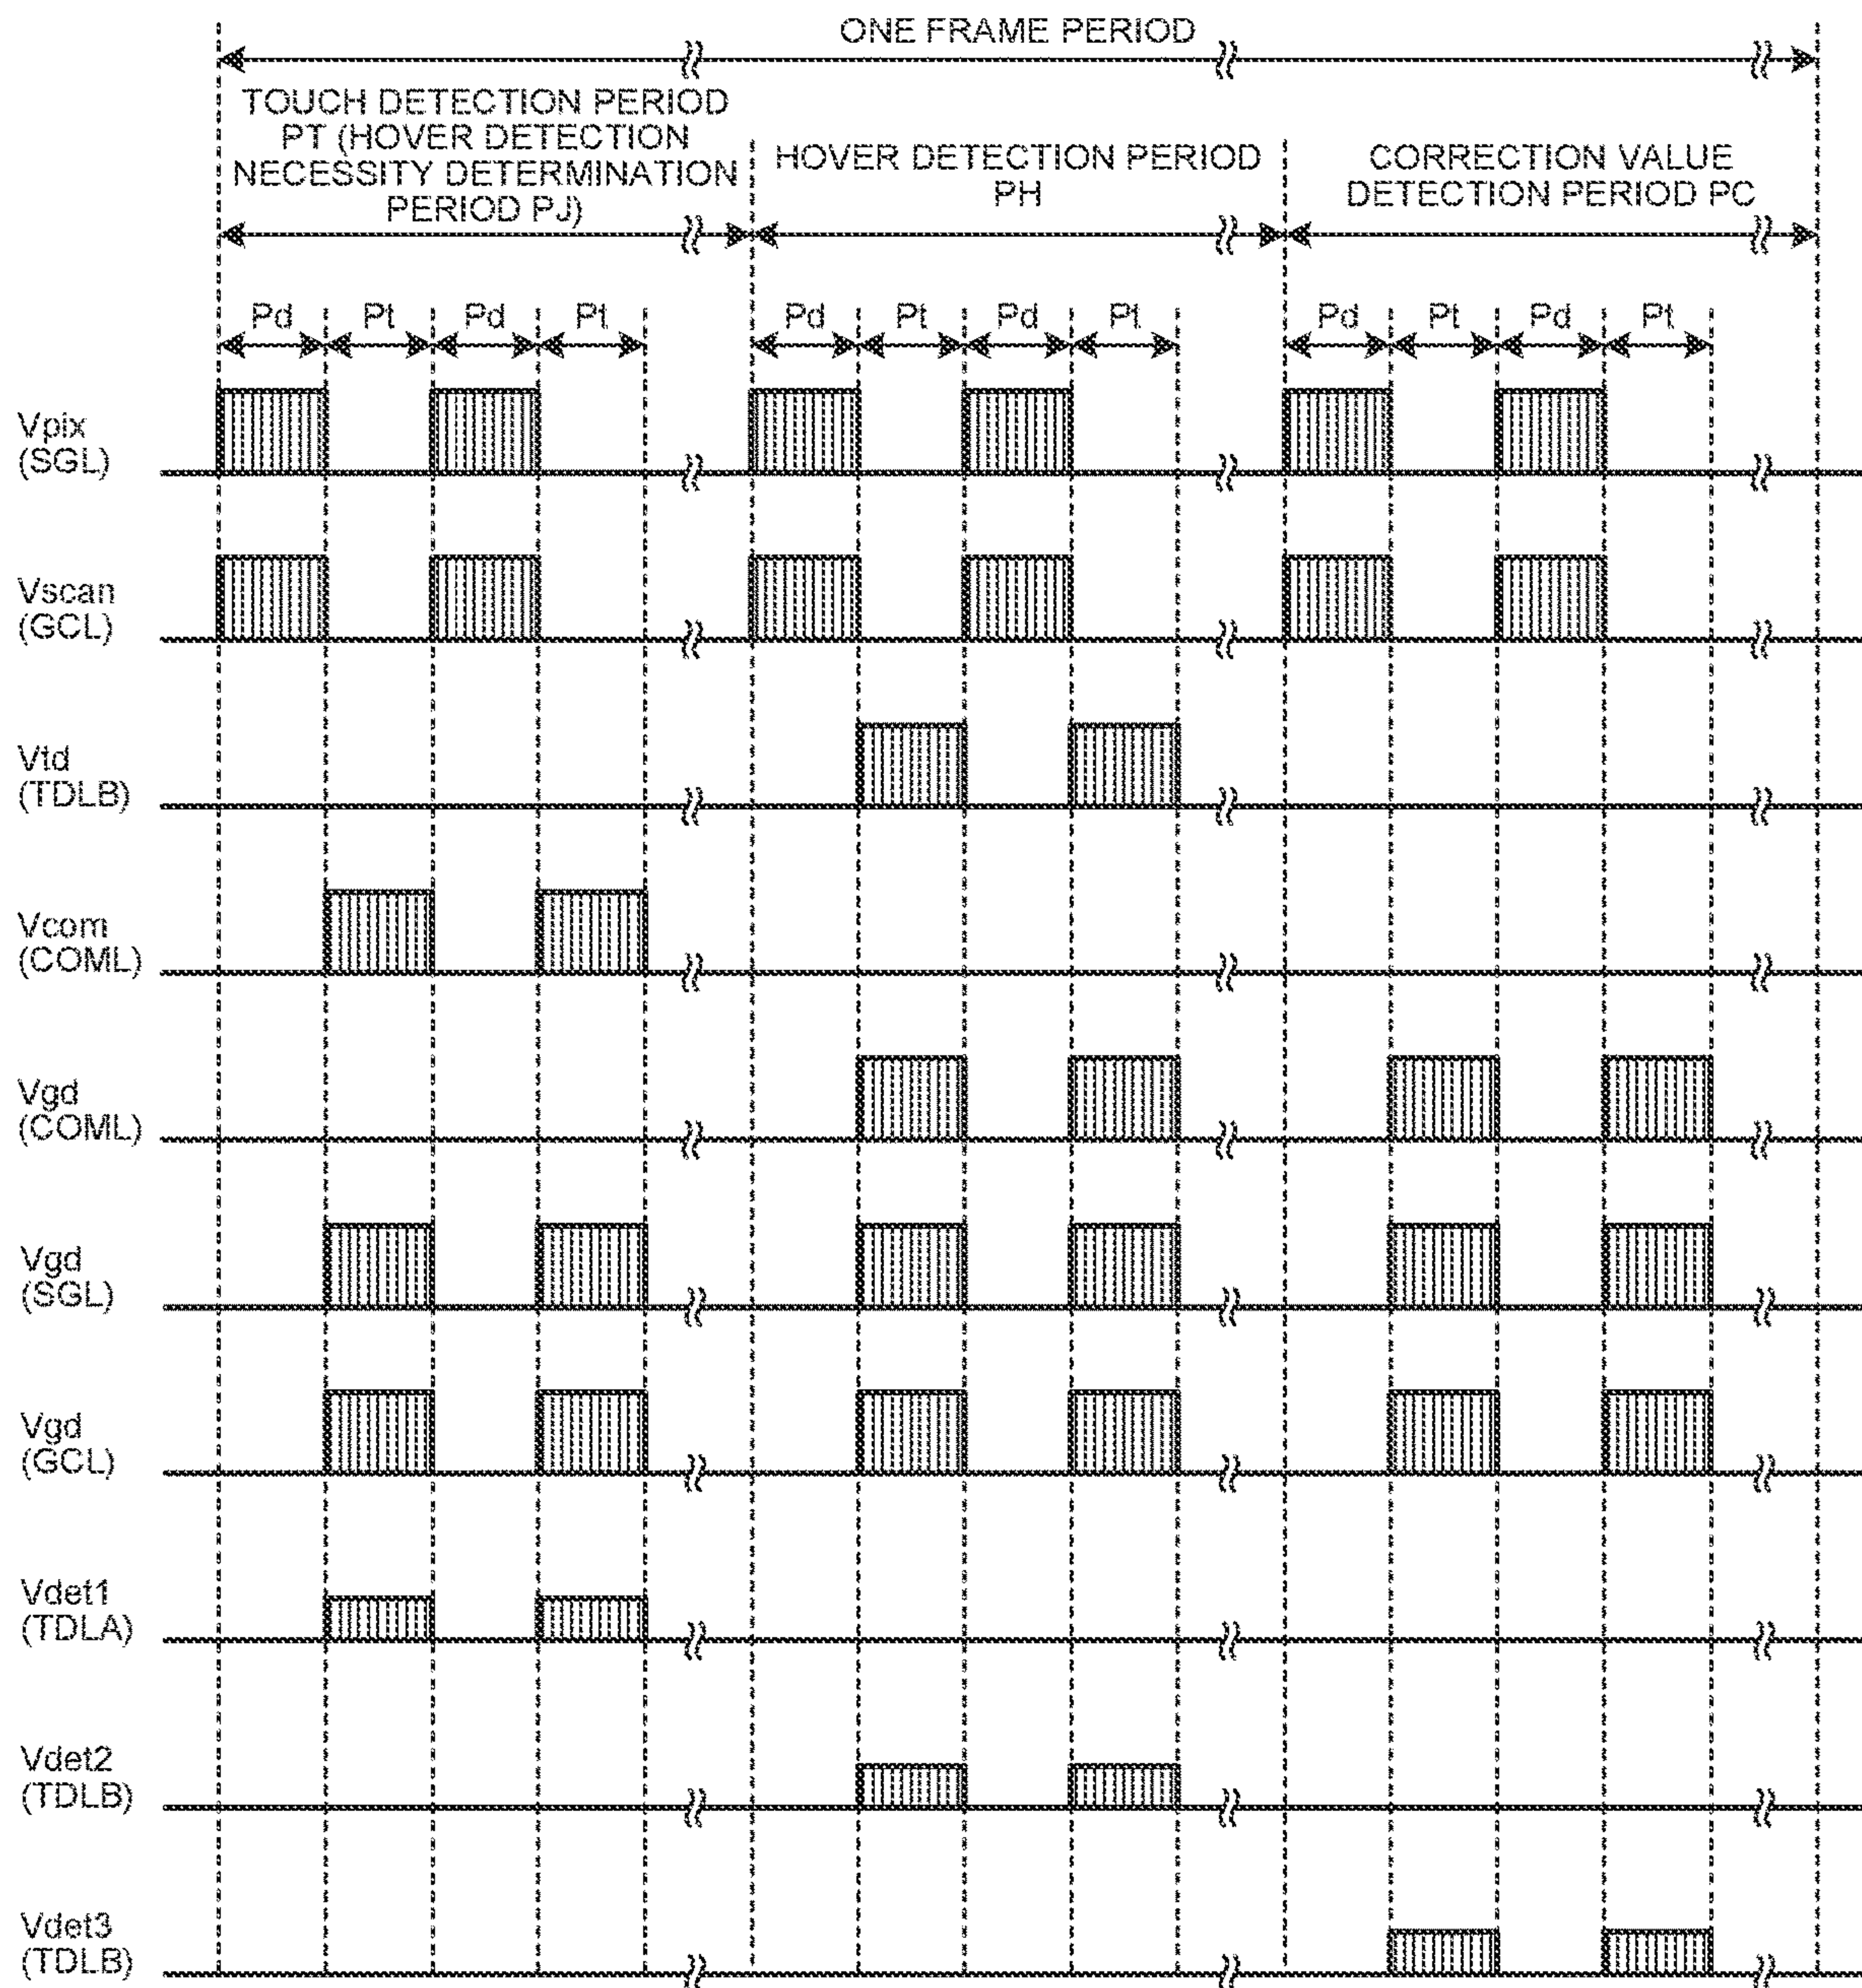 ONE FRAME PERIOD
TOUCH DETECTION PERIOD
PT (HOVER DETECTION
NECESSITY DETERMINATION
PERIOD PJ)
HOVER DETECTION PERIOD
PH
CORRECTION VALUE
DETECTION PERIOD PC
Pd Pt Pd Pt Pd Pt Pd Pt Pd Pt Pd Pt
Vpix
(SGL)
Vscan
(GCL)
Vtd
(TDLB)
Vcom
(COML)
Vgd
(COML)
Vgd
(SGL)
Vgd
(GCL)
Vdet1
(TDLA)
Vdet2
(TDLB)
Vdet3
(TDLB)